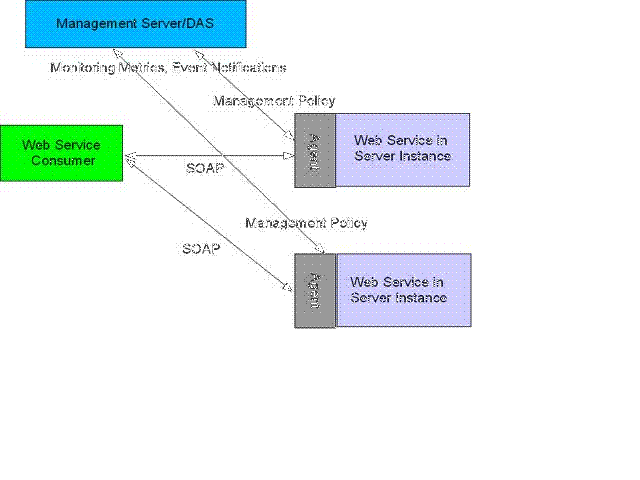 Management Server/DAS
Monitoring Metrics, Event Notifications
Management Policy
Web Service
Consumer
SOAP
Agent
Web Service in
Server Instance
Management Policy
SOAP
Agent
Web Service in
Server Instance